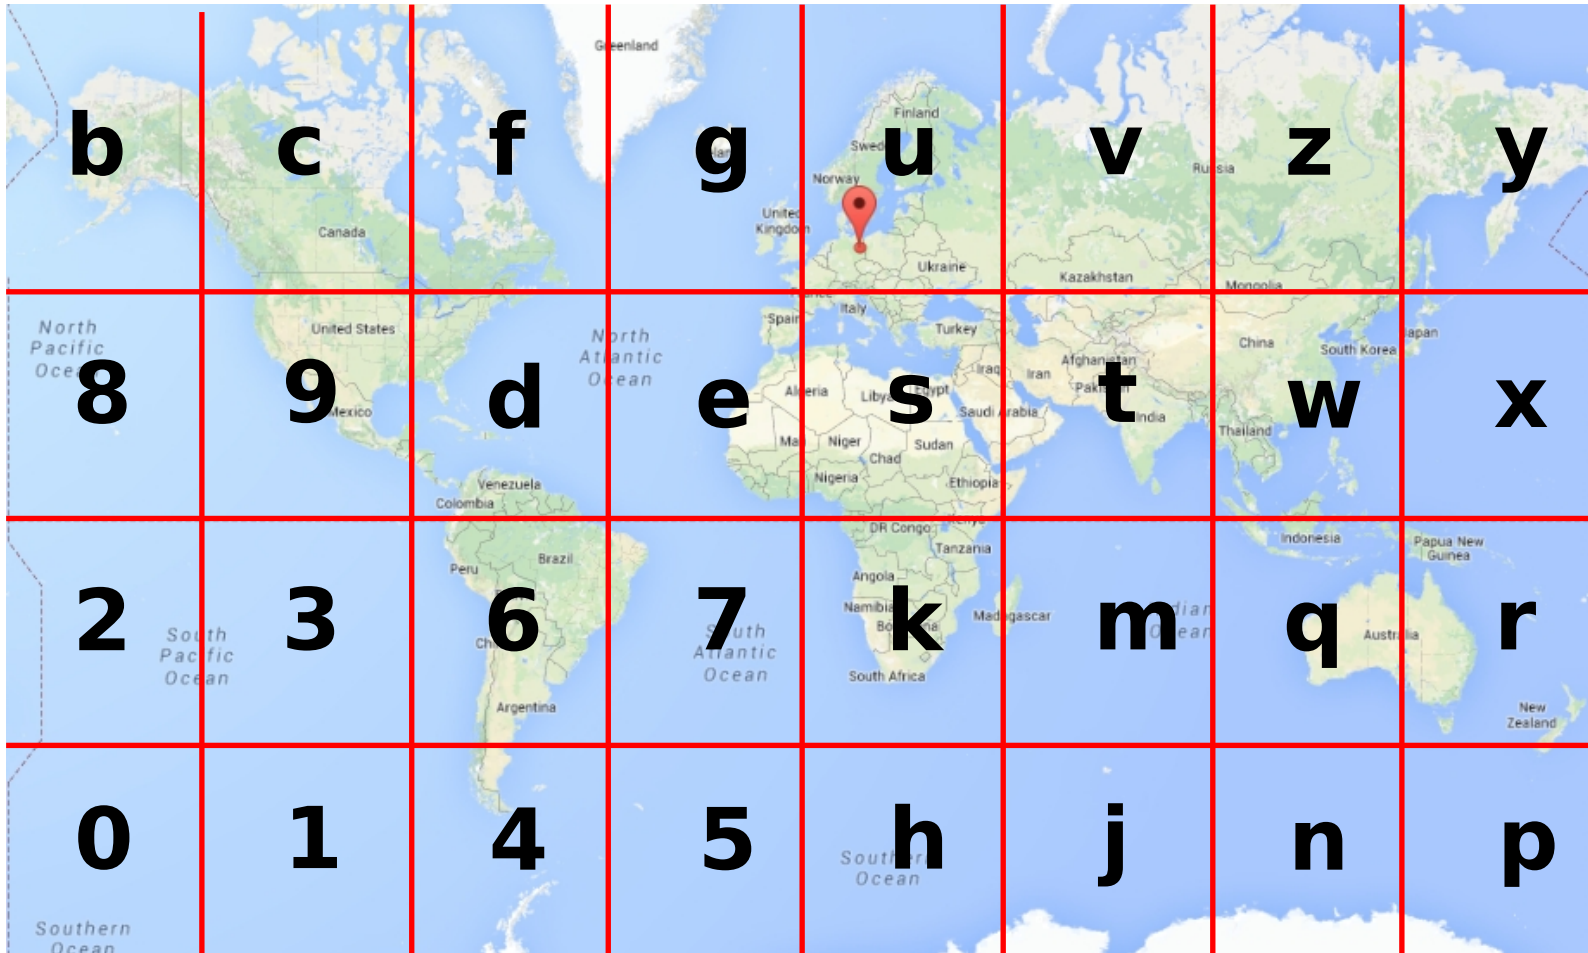 Greenland
b
c
f
g
u
v
z
y
Finland
Norway
Russia
United
Kingdom
Canada
Ukraine
Kazakhstan
Mongolia
North
Pacific
Ocean
8
United States
9
Mexico
d
North
Atlantic
Ocean
e
Spain
Italy
Turkey
Algeria
Libya
Egypt
s
Iraq
Iran
Saudi Arabia
Afghanistan
t
India
China
South Korea
Japan
w
Thailand
x
Venezuela
Colombia
Mali
Niger
Chad
Sudan
Nigeria
Ethiopia
DR Congo
Kenya
Tanzania
Angola
Namibia
Madagascar
South Africa
Brazil
Peru
Argentina
Indonesia
Papua New
Guinea
Australia
New
Zealand
2
South
Pacific
Ocean
3
6
7
South
Atlantic
Ocean
k
m
Indian
Ocean
q
r
0
1
4
5
h
Southern
Ocean
j
n
p
Southern
Ocean